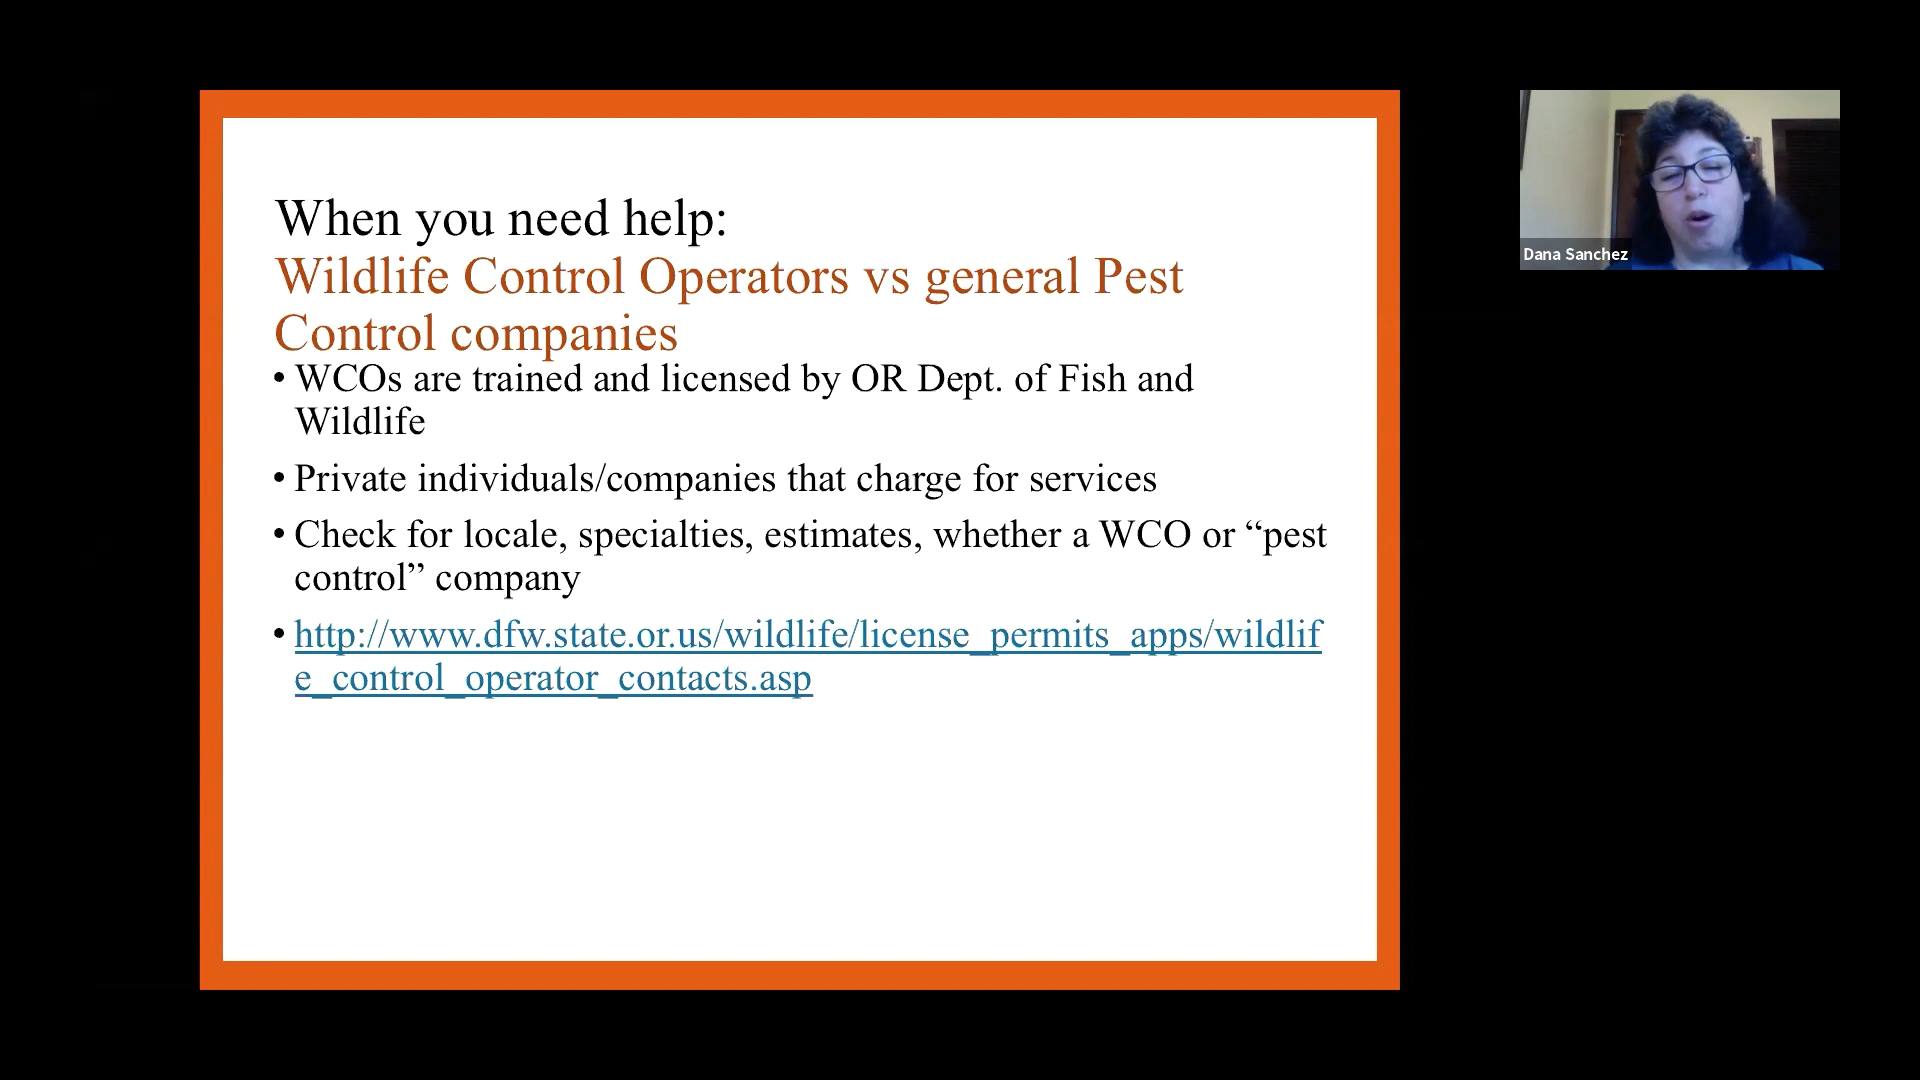 When you need help:
Wildlife Control Operators vs general Pest
Control companies
• WCOs are trained and licensed by OR Dept. of Fish and
Wildlife
• Private individuals/companies that charge for services
• Check for locale, specialties, estimates, whether a WCO or “pest
control” company
• http://www.dfw.state.or.us/wildlife/license_permits_apps/wildlif
e_control_operator_contacts.asp
Dana Sanchez